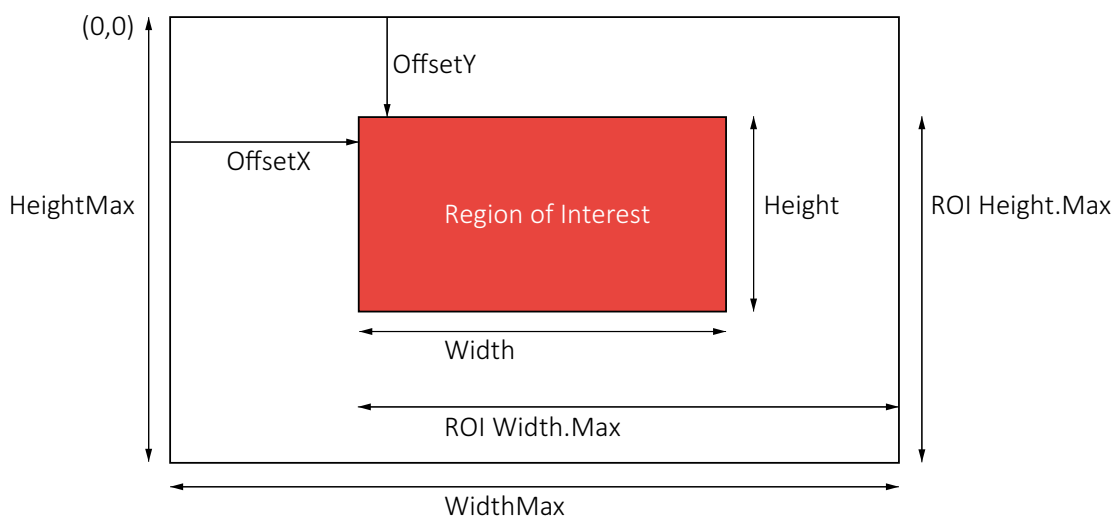 (0,0)
OffsetY
OffsetX
HeightMax
Region of Interest
Height
ROI Height.Max
Width
ROI Width.Max
WidthMax